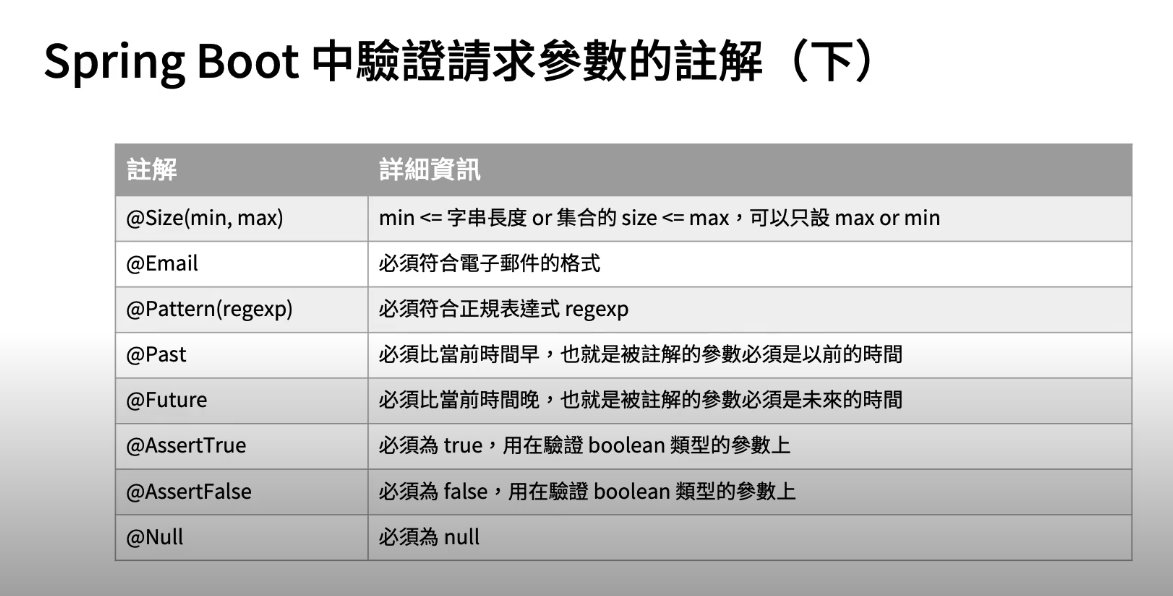 Spring Boot 中驗證請求參數的註解（下）
註解 詳細資訊
@Size(min, max) min <= 字串長度 or 集合的 size <= max，可以只設 max or min
@Email 必須符合電子郵件的格式
@Pattern(regexp) 必須符合正規表達式 regexp
@Past 必須比當前時間早，也就是被註解的參數必須是以前的時間
@Future 必須比當前時間晚，也就是被註解的參數必須是未來的時間
@AssertTrue 必須為 true，用在驗證 boolean 類型的參數上
@AssertFalse 必須為 false，用在驗證 boolean 類型的參數上
@Null 必須為 null